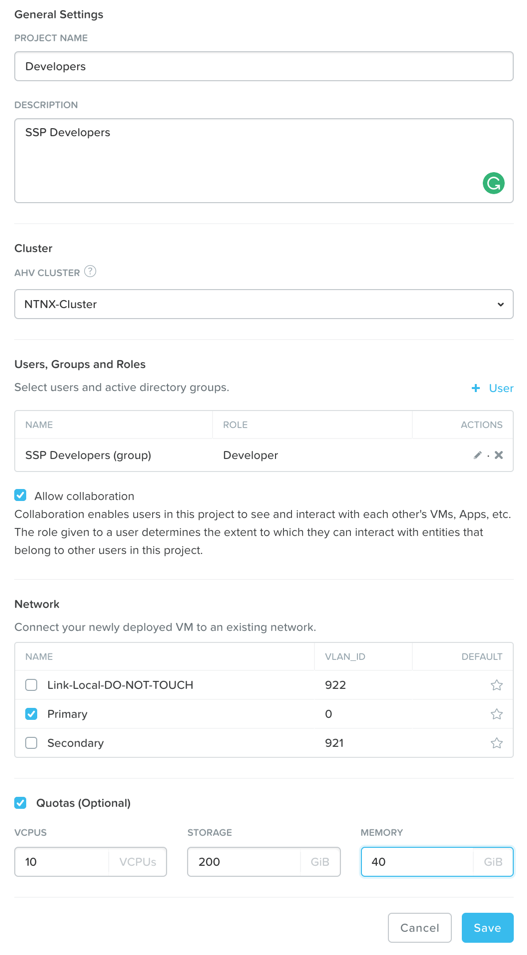 General Settings
PROJECT NAME
Developers
DESCRIPTION
SSP Developers
Cluster
AHV CLUSTER ?
NTNX-Cluster
Users, Groups and Roles
Select users and active directory groups.
+ User
NAME ROLE ACTIONS
SSP Developers (group) Developer
Allow collaboration
Collaboration enables users in this project to see and interact with each other's VMs, Apps, etc.
The role given to a user determines the extent to which they can interact with entities that
belong to other users in this project.
Network
Connect your newly deployed VM to an existing network.
NAME VLAN_ID DEFAULT
Link-Local-DO-NOT-TOUCH 922
Primary 0
Secondary 921
Quotas (Optional)
VCPUS STORAGE MEMORY
10 VCPUs 200 GiB 40 GiB
Cancel Save